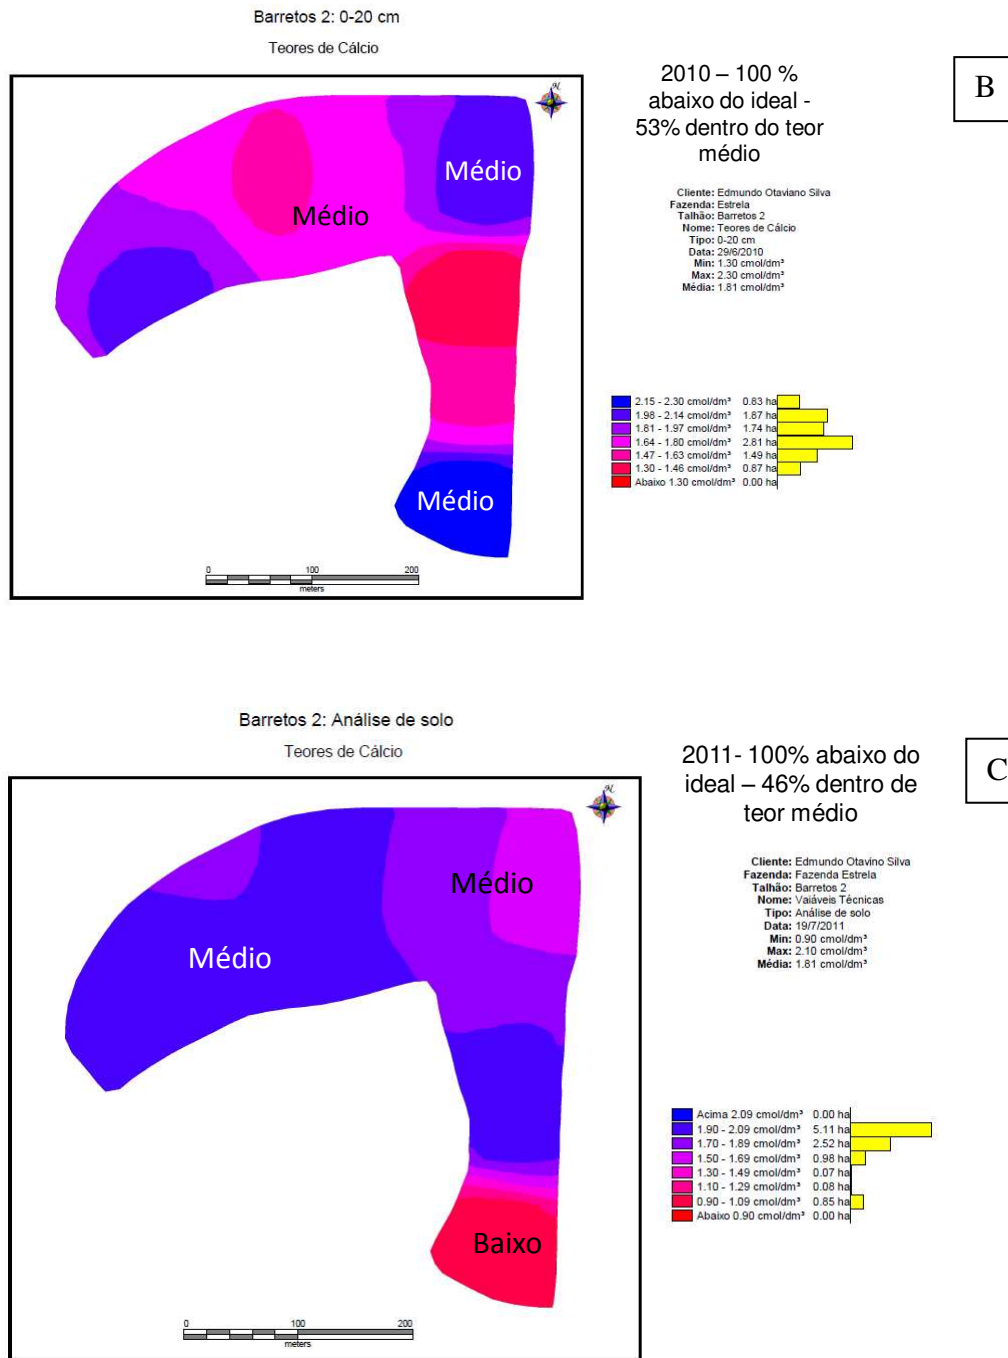 Barretos 2: 0-20 cm
Teores de Cálcio
N
Médio
Médio
Médio
0 100 200
meters
2010 – 100 %
abaixo do ideal -
53% dentro do teor
médio
B
Cliente: Edmundo Otaviano Silva
Fazenda: Estrela
Talhão: Barretos 2
Nome: Teores de Cálcio
Tipo: 0-20 cm
Data: 29/6/2010
Min: 1.30 cmol/dm³
Max: 2.30 cmol/dm³
Média: 1.81 cmol/dm³
2.15 - 2.30 cmol/dm³ 0.83 ha
1.98 - 2.14 cmol/dm³ 1.87 ha
1.81 - 1.97 cmol/dm³ 1.74 ha
1.64 - 1.80 cmol/dm³ 2.81 ha
1.47 - 1.63 cmol/dm³ 1.49 ha
1.30 - 1.46 cmol/dm³ 0.87 ha
Abaixo 1.30 cmol/dm³ 0.00 ha
Barretos 2: Análise de solo
Teores de Cálcio
N
Médio
Médio
Baixo
0 100 200
meters
2011- 100% abaixo do
ideal – 46% dentro de
teor médio
C
Cliente: Edmundo Otavino Silva
Fazenda: Fazenda Estrela
Talhão: Barretos 2
Nome: Vaiáveis Técnicas
Tipo: Análise de solo
Data: 19/7/2011
Min: 0.90 cmol/dm³
Max: 2.10 cmol/dm³
Média: 1.81 cmol/dm³
Acima 2.09 cmol/dm³ 0.00 ha
1.90 - 2.09 cmol/dm³ 5.11 ha
1.70 - 1.89 cmol/dm³ 2.52 ha
1.50 - 1.69 cmol/dm³ 0.98 ha
1.30 - 1.49 cmol/dm³ 0.07 ha
1.10 - 1.29 cmol/dm³ 0.08 ha
0.90 - 1.09 cmol/dm³ 0.85 ha
Abaixo 0.90 cmol/dm³ 0.00 ha